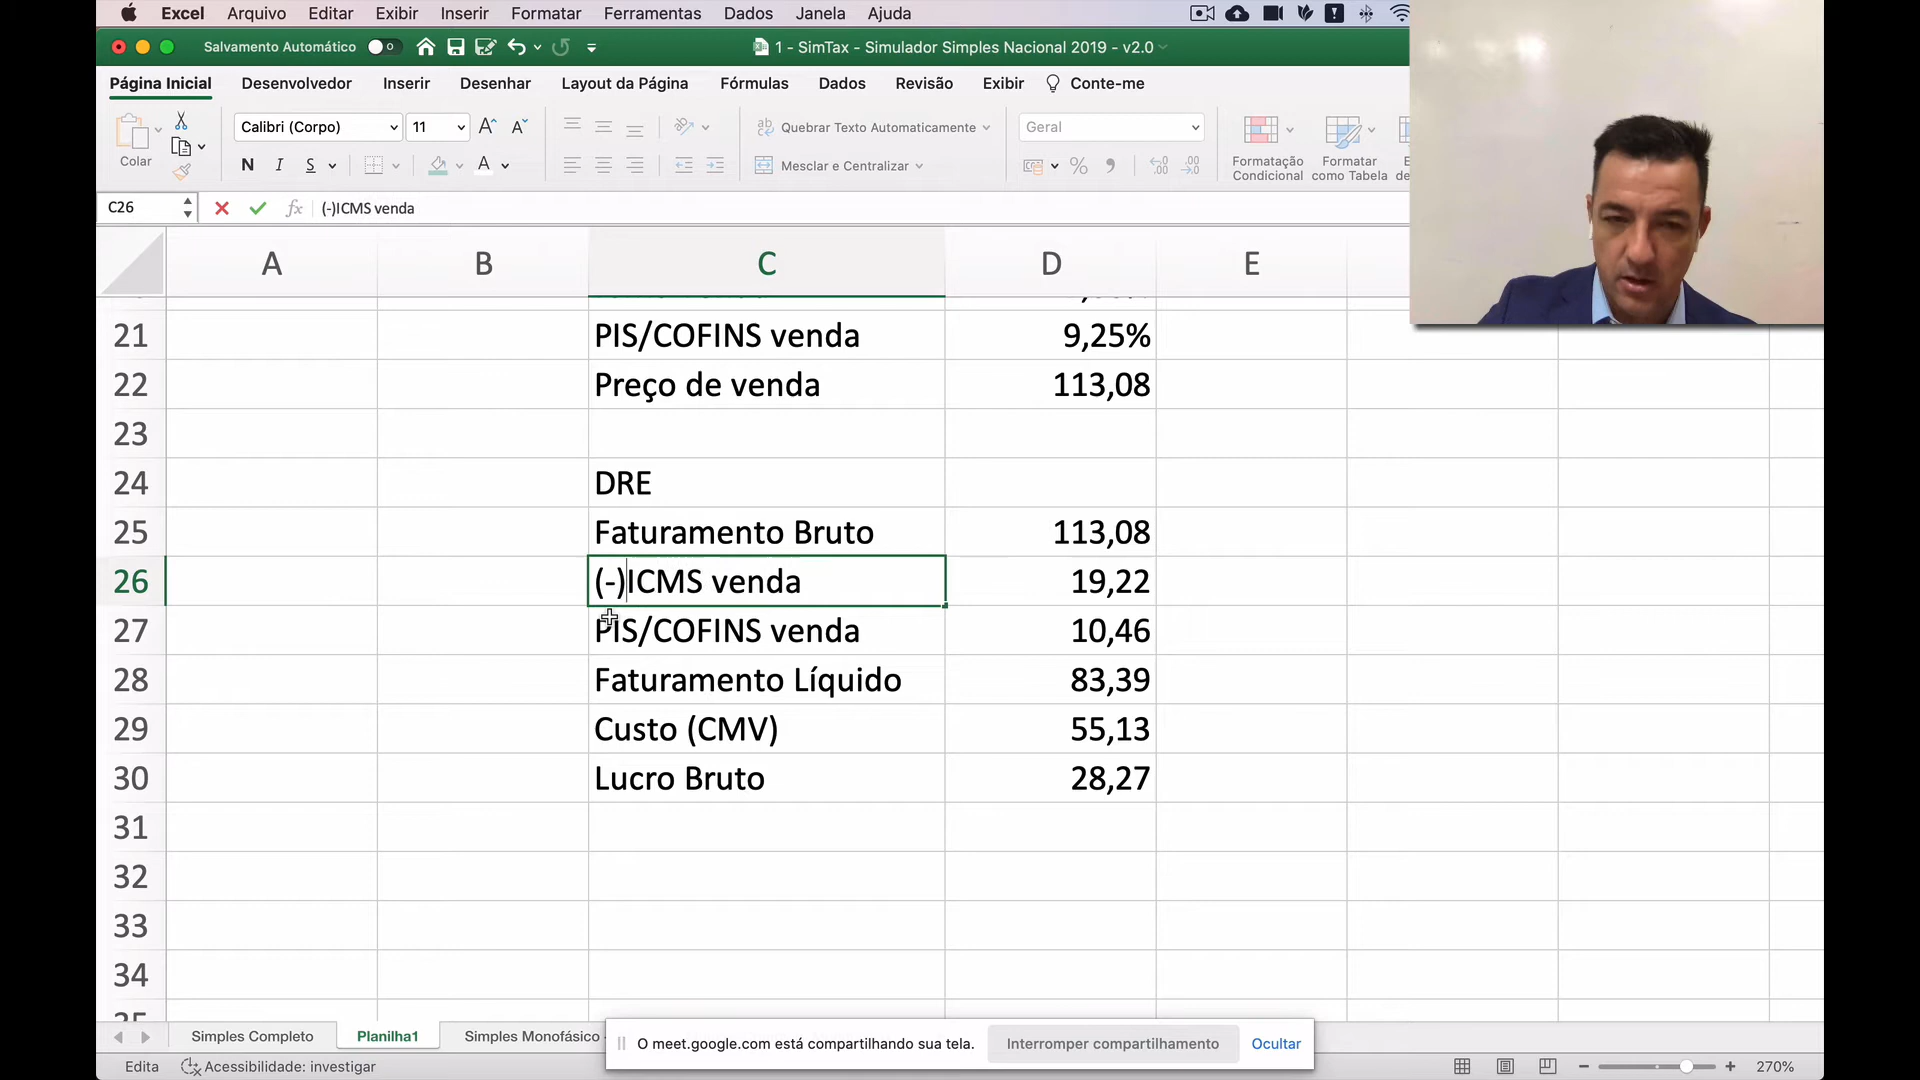 Excel Arquivo Editar Exibir Inserir Formatar Ferramentas Dados Janela Ajuda
Salvamento Automático
1 - SimTax - Simulador Simples Nacional 2019 - v2.0
Página Inicial Desenvolvedor Inserir Desenhar Layout da Página Fórmulas Dados Revisão Exibir Conte-me
Calibri (Corpo) 11 A A ab Quebrar Texto Automaticamente Geral
Colar N I S A Mesclar e Centralizar % Formatação Condicional Formatar como Tabela
C26 fx (-)ICMS venda
A B C D E
21 PIS/COFINS venda 9,25%
22 Preço de venda 113,08
23
24 DRE
25 Faturamento Bruto 113,08
26 (-)ICMS venda 19,22
27 PIS/COFINS venda 10,46
28 Faturamento Líquido 83,39
29 Custo (CMV) 55,13
30 Lucro Bruto 28,27
31
32
33
34
Simples Completo Planilha1 Simples Monofásico
O meet.google.com está compartilhando sua tela. Interromper compartilhamento Ocultar
Edita Acessibilidade: investigar 270%